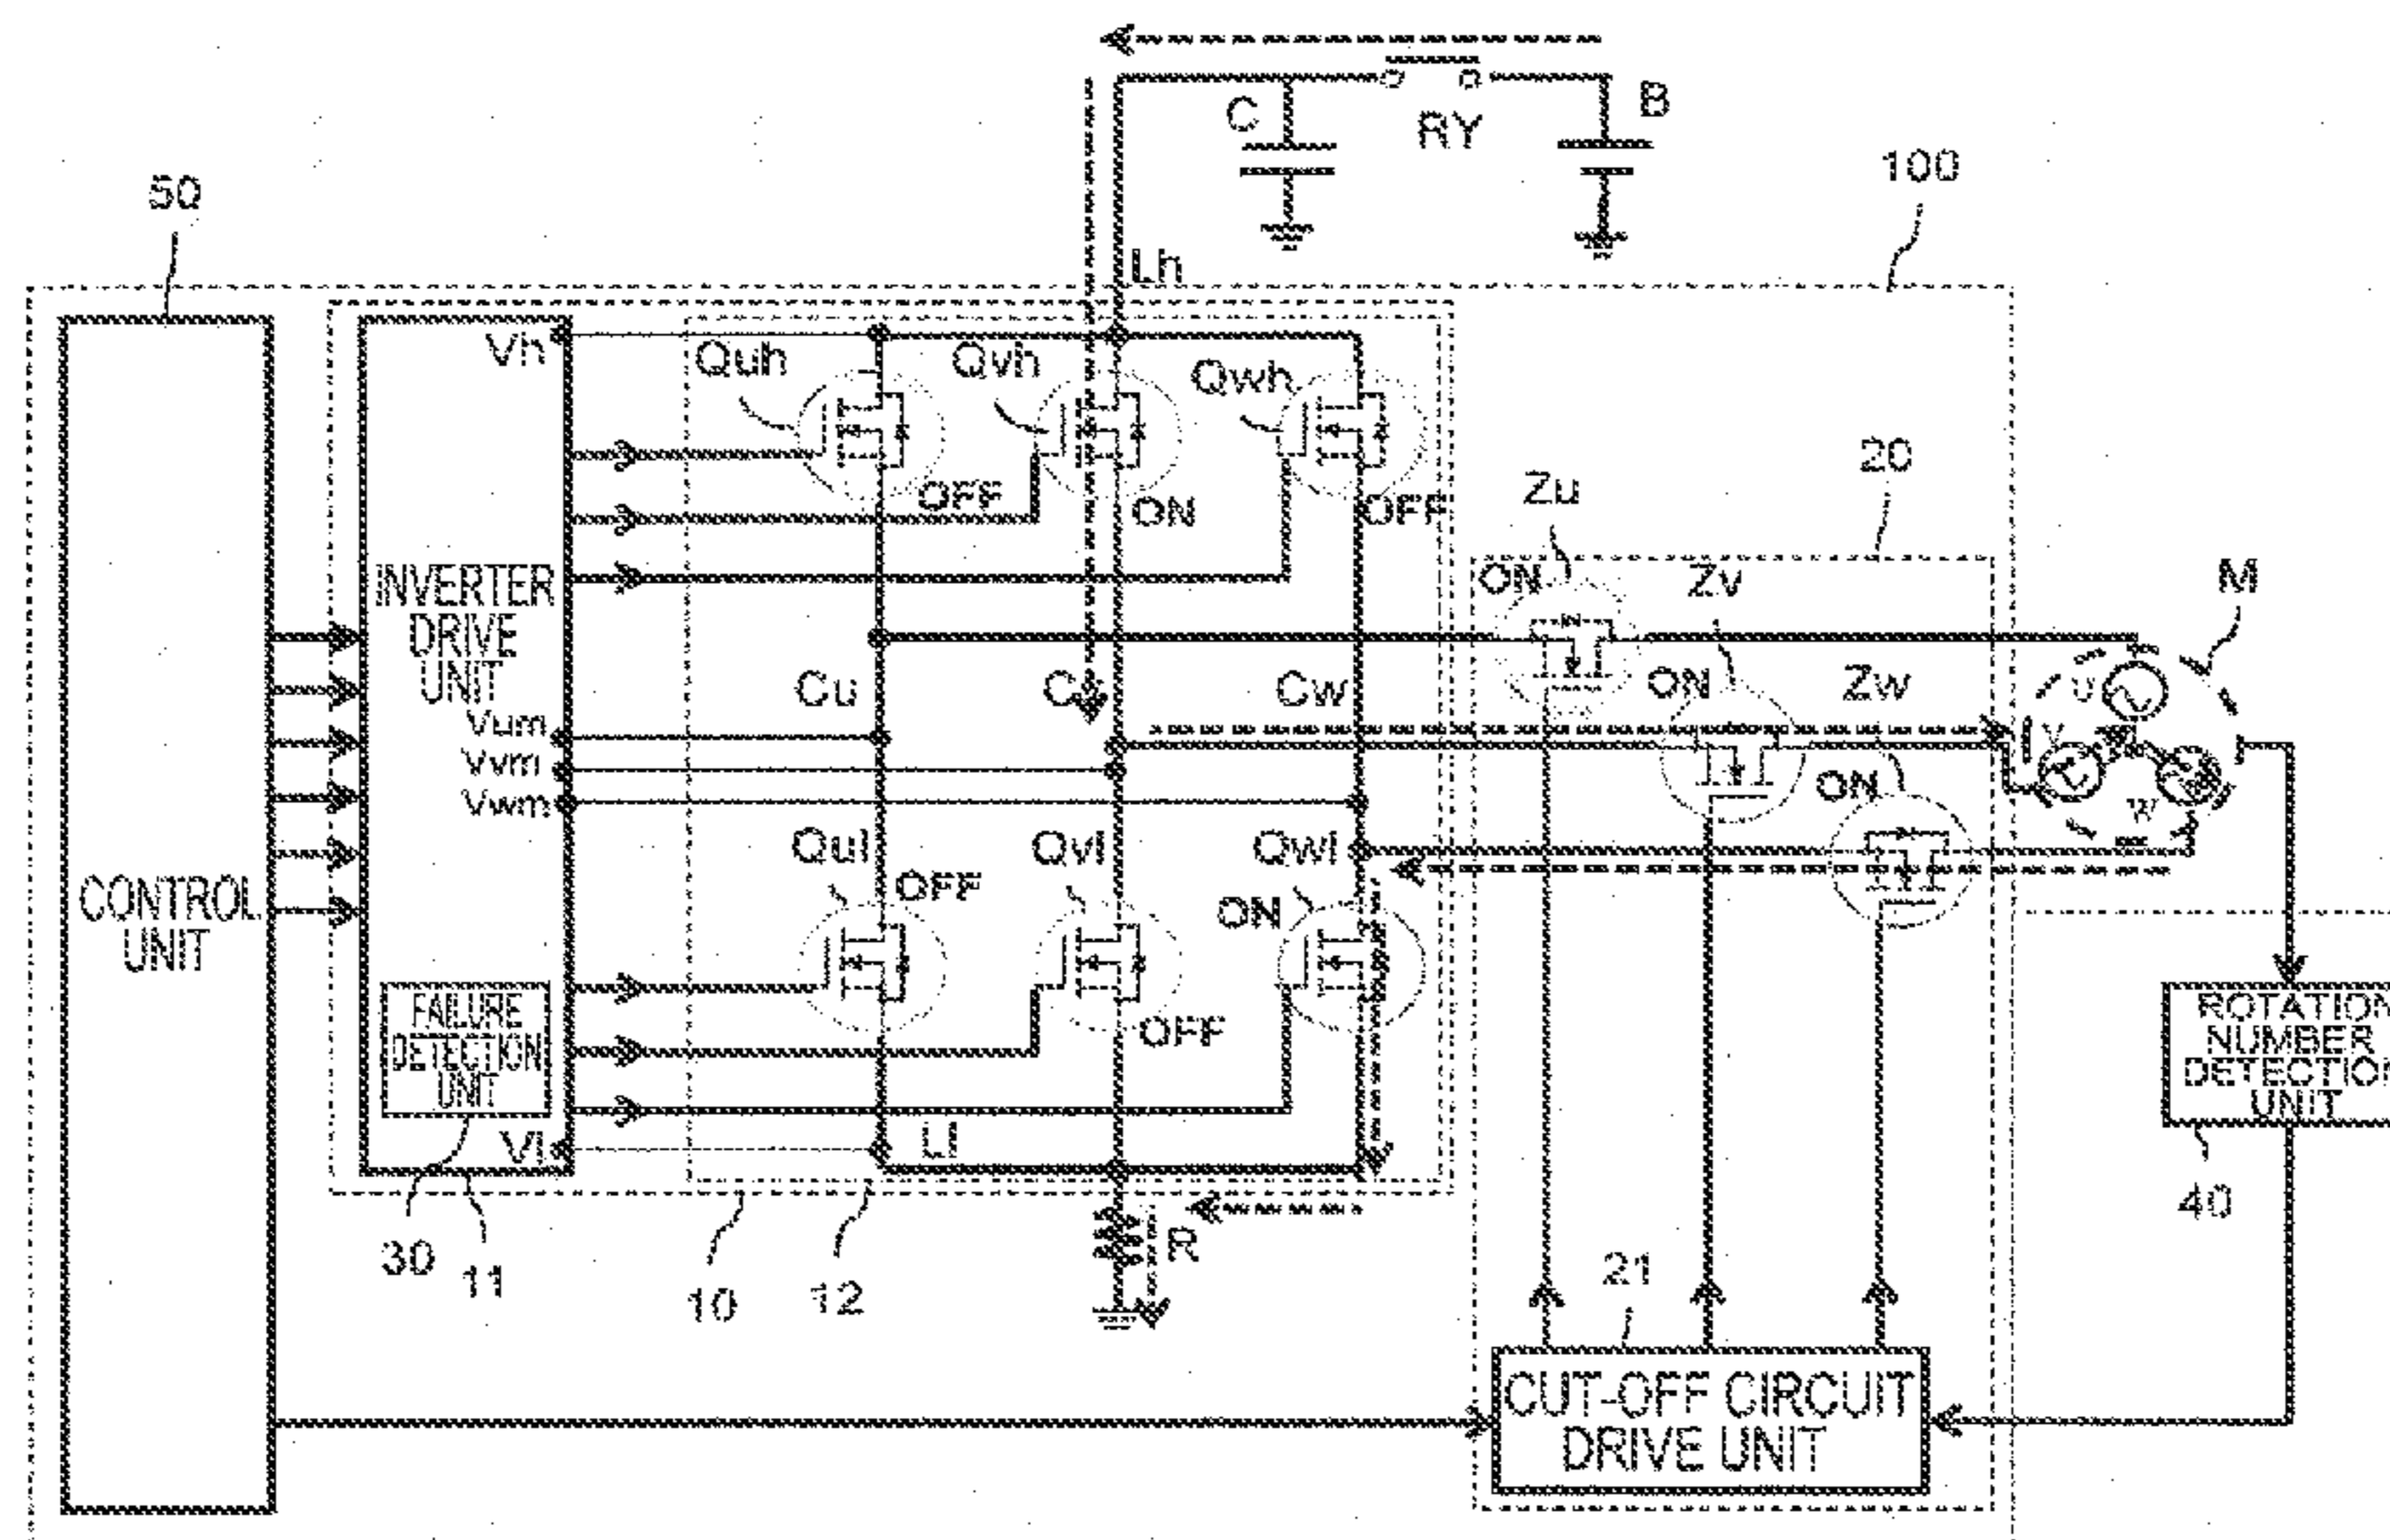 C
RY
B
50
100
Lh
Vh
Quh
Qvh
Qwh
OFF
ON
OFF
20
Zu
ON
Zv
M
INVERTER
DRIVE
UNIT
Cu
Cw
ON
Zw
U
V
W
Vum
Vvm
Vwm
ON
Qul
Qvl
Qwl
OFF
ON
OFF
CONTROL
UNIT
FAILURE
DETECTION
UNIT
ROTATION
NUMBER
DETECTION
UNIT
Vl
Ll
R
30
11
10
12
40
21
CUT-OFF CIRCUIT
DRIVE UNIT